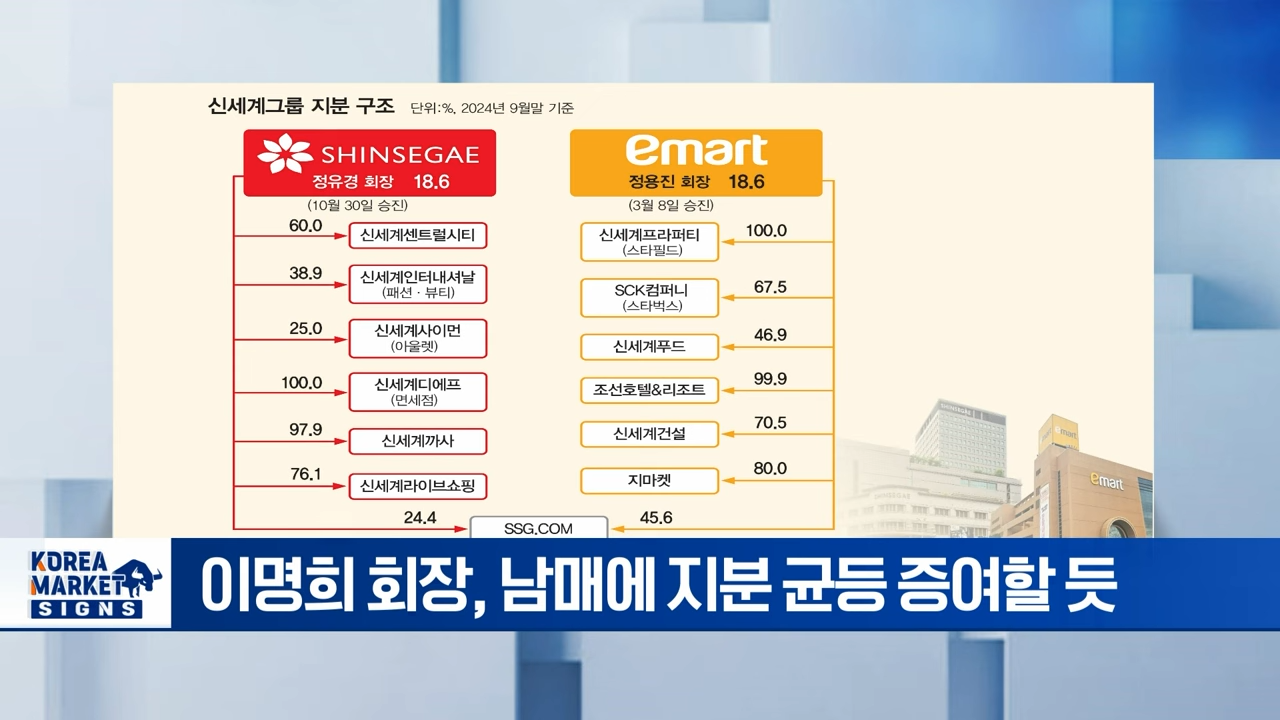 신세계그룹 지분 구조 단위:%, 2024년 9월말 기준
SHINSEGAE
정유경 회장 18.6
(10월 30일 승진)
60.0
신세계센트럴시티
38.9
신세계인터내셔날
(패션·뷰티)
25.0
신세계사이먼
(아울렛)
100.0
신세계디에프
(면세점)
97.9
신세계까사
76.1
신세계라이브쇼핑
24.4
emart
정용진 회장 18.6
(3월 8일 승진)
신세계프라퍼티
(스타필드)
100.0
SCK컴퍼니
(스타벅스)
67.5
신세계푸드
46.9
조선호텔&리조트
99.9
신세계건설
70.5
지마켓
80.0
SSG.COM
45.6
SHINSEGAE
SHINSEGAE
emart
emart
KOREA
MARKET
SIGNS
이명희 회장, 남매에 지분 균등 증여할 듯